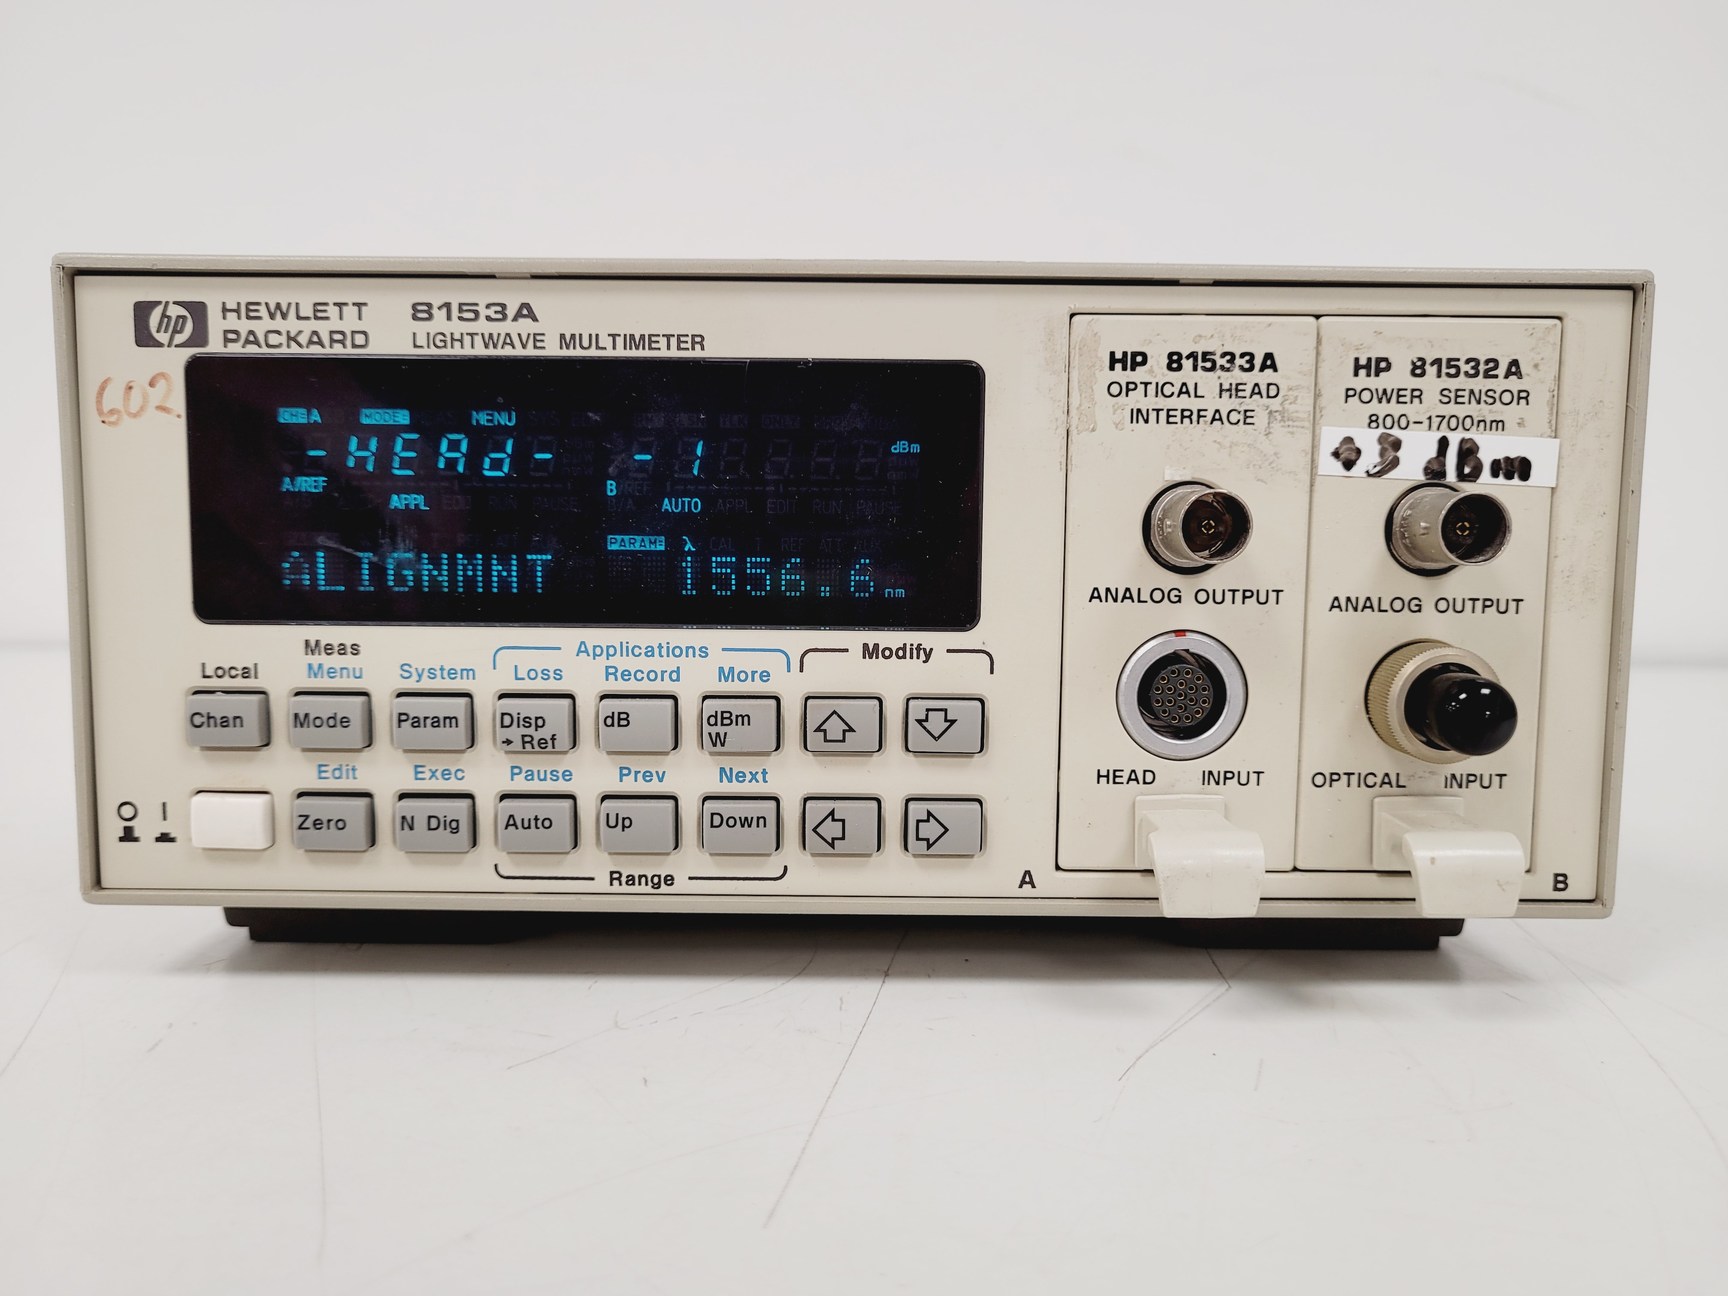 hp HEWLETT PACKARD
8153A
LIGHTWAVE MULTIMETER
602
CH=A MODE= MENU
-HEAd- -1 dBm
A/REF B
APPL AUTO
PARAM= λ
ALIGNMNT 1556.6 nm
Meas
Applications
Modify
Local Menu System Loss Record More
Chan Mode Param Disp → Ref dB dBm W
Edit Exec Pause Prev Next
O I
Zero N Dig Auto Up Down
Range
A
HP 81533A
OPTICAL HEAD
INTERFACE
ANALOG OUTPUT
HEAD INPUT
HP 81532A
POWER SENSOR
800-1700nm
ANALOG OUTPUT
OPTICAL INPUT
B